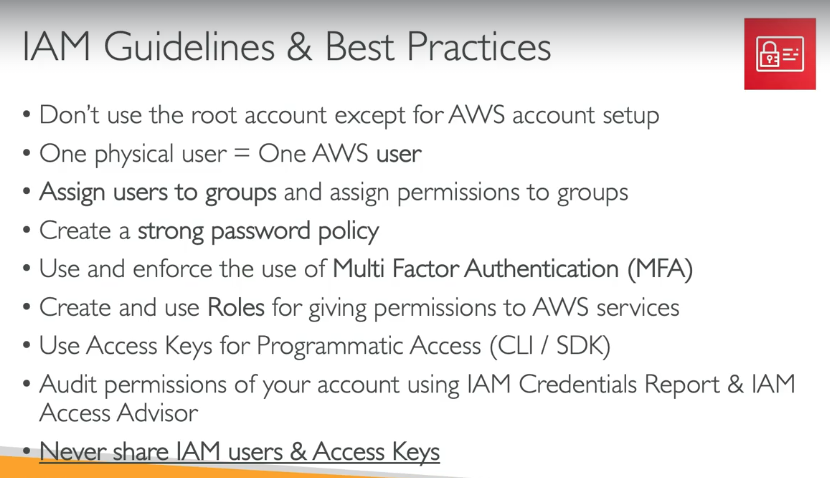 IAM Guidelines & Best Practices
• Don’t use the root account except for AWS account setup
• One physical user = One AWS user
• Assign users to groups and assign permissions to groups
• Create a strong password policy
• Use and enforce the use of Multi Factor Authentication (MFA)
• Create and use Roles for giving permissions to AWS services
• Use Access Keys for Programmatic Access (CLI / SDK)
• Audit permissions of your account using IAM Credentials Report & IAM
Access Advisor
• Never share IAM users & Access Keys